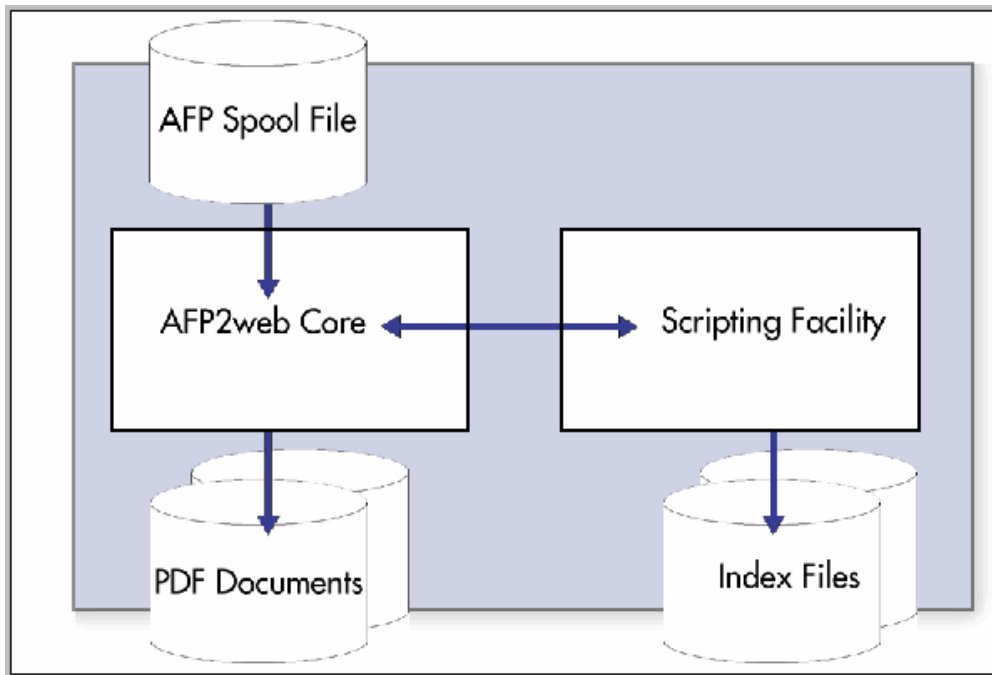 AFP Spool File
AFP2web Core
Scripting Facility
PDF Documents
Index Files